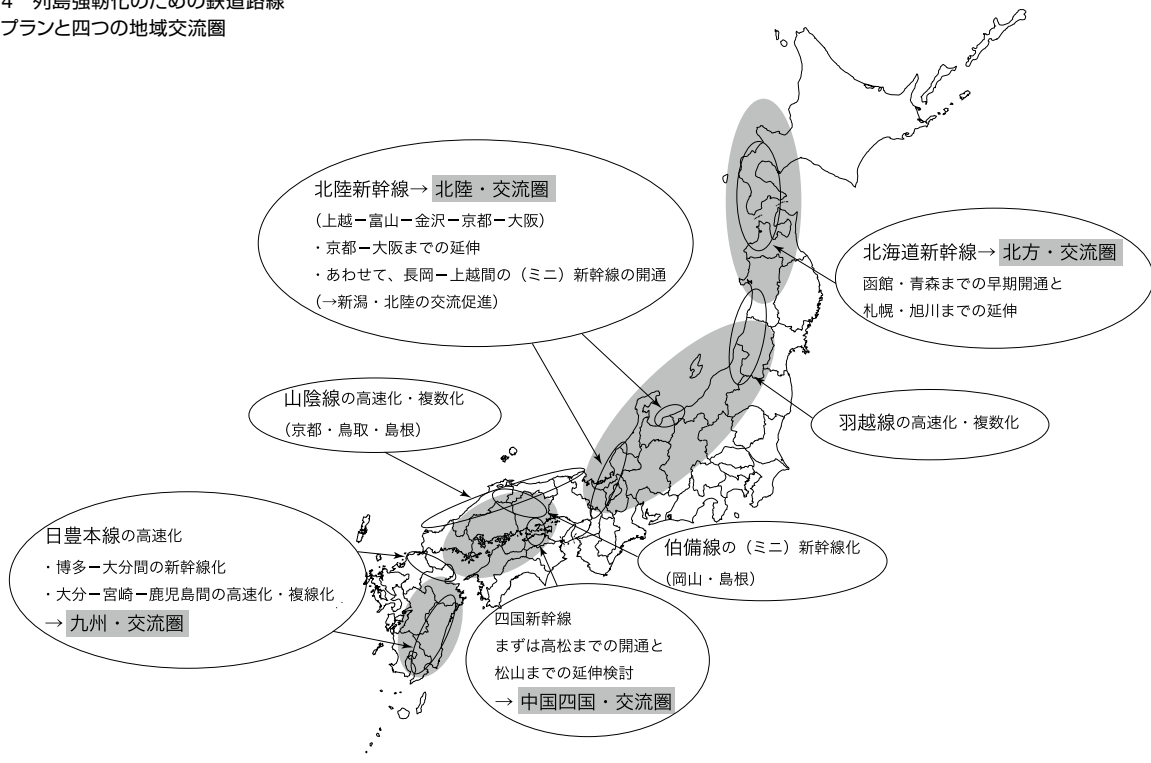 4　列島強靭化のための鉄道路線
プランと四つの地域交流圏
北陸新幹線→ 北陸・交流圏
（上越ー富山ー金沢ー京都ー大阪）
・京都ー大阪までの延伸
・あわせて、長岡ー上越間の（ミニ）新幹線の開通
（→新潟・北陸の交流促進）
北海道新幹線→ 北方・交流圏
函館・青森までの早期開通と
札幌・旭川までの延伸
山陰線の高速化・複数化
（京都・鳥取・島根）
羽越線の高速化・複数化
日豊本線の高速化
・博多ー大分間の新幹線化
・大分ー宮崎ー鹿児島間の高速化・複線化
→ 九州・交流圏
伯備線の（ミニ）新幹線化
（岡山・島根）
四国新幹線
まずは高松までの開通と
松山までの延伸検討
→ 中国四国・交流圏